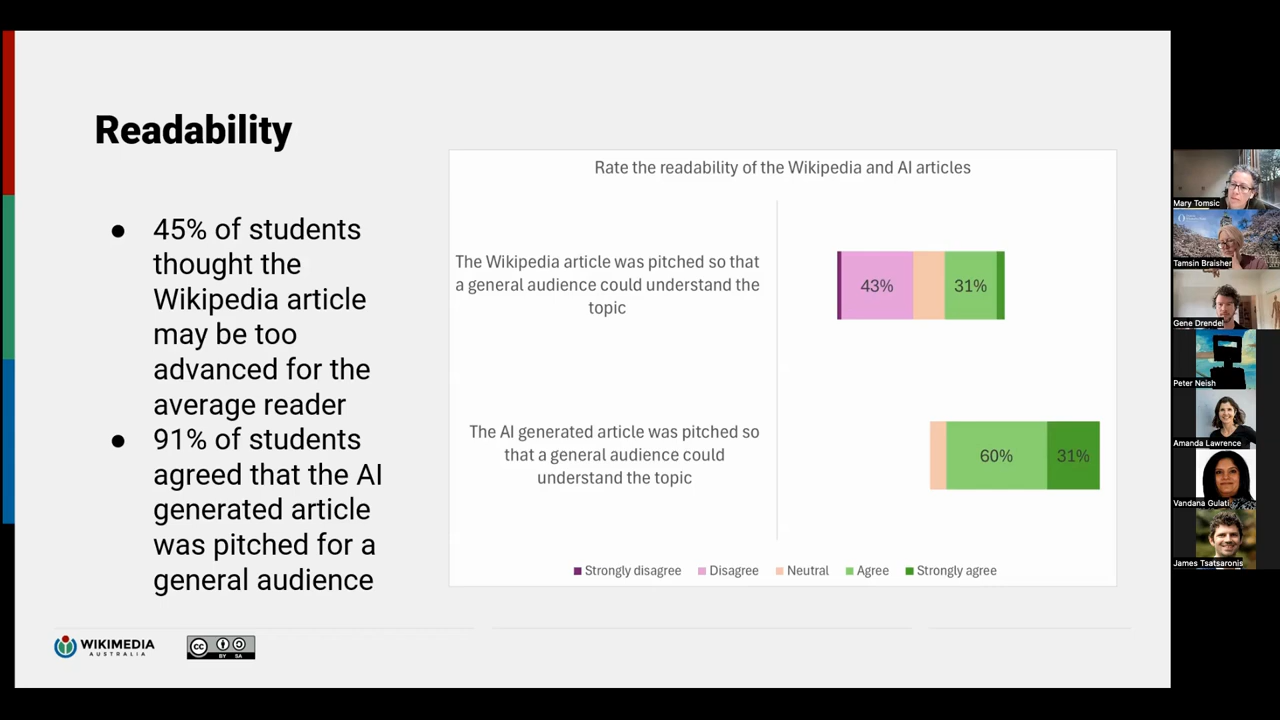 Readability
● 45% of students
thought the
Wikipedia article
may be too
advanced for the
average reader
● 91% of students
agreed that the AI
generated article
was pitched for a
general audience
Rate the readability of the Wikipedia and AI articles
The Wikipedia article was pitched so that
a general audience could understand the
topic
43%
31%
The AI generated article was pitched so
that a general audience could
understand the topic
60%
31%
Strongly disagree
Disagree
Neutral
Agree
Strongly agree
WIKIMEDIA
AUSTRALIA
cc
BY SA
Mary Tomsic
Tamsin Braisher
Gene Drendel
Peter Neish
Amanda Lawrence
Vandana Gulati
James Tsatsaronis